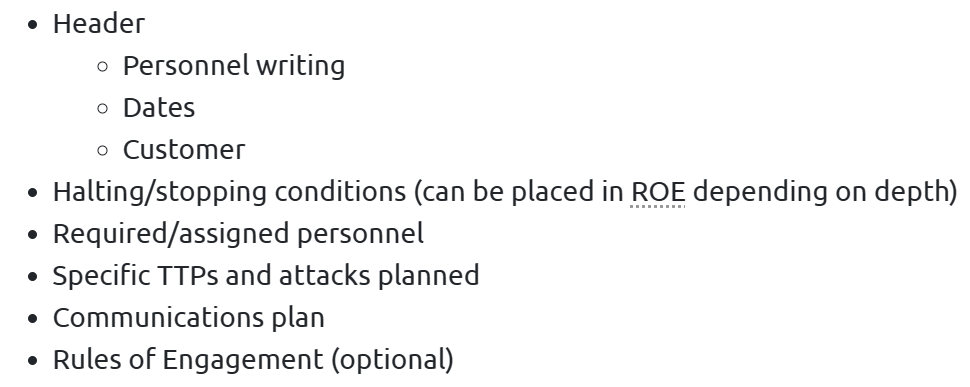 Header
Personnel writing
Dates
Customer
Halting/stopping conditions (can be placed in ROE depending on depth)
Required/assigned personnel
Specific TTPs and attacks planned
Communications plan
Rules of Engagement (optional)